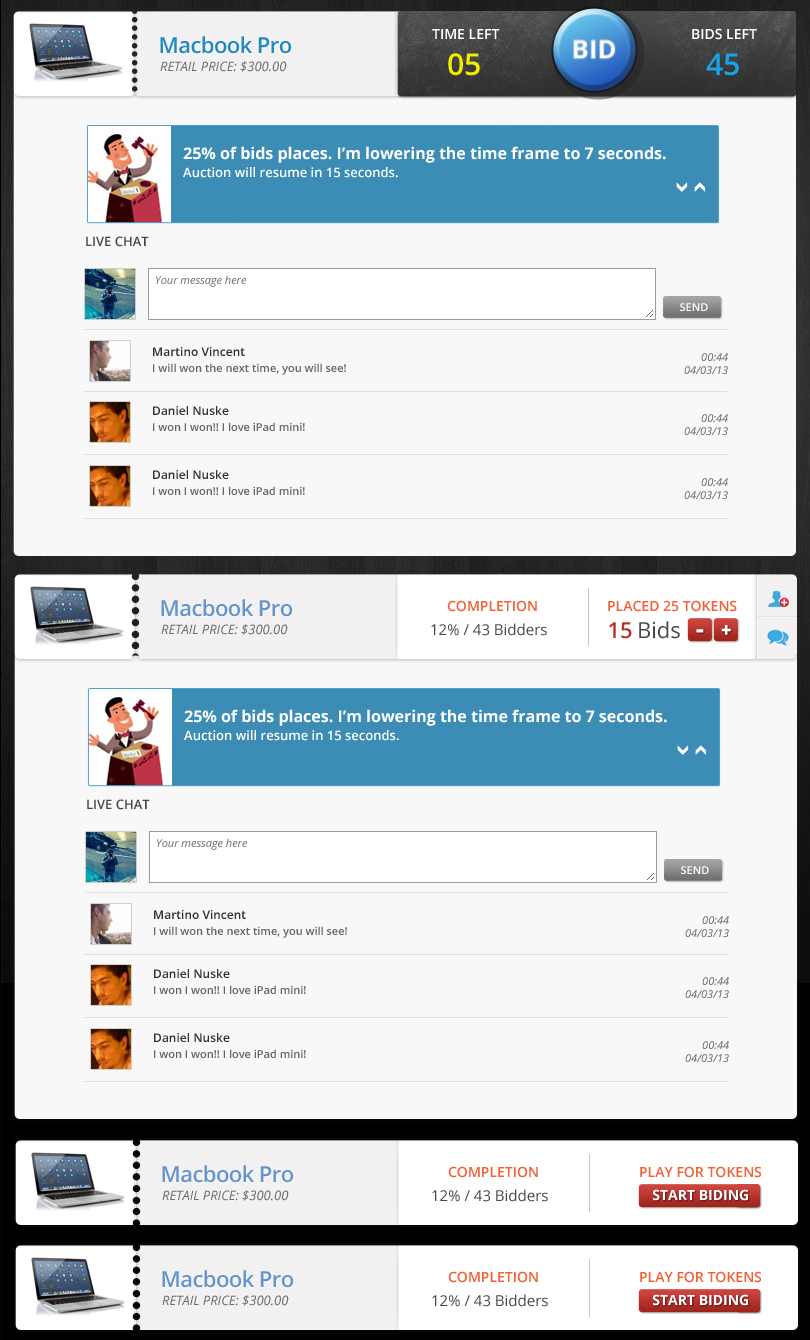 Macbook Pro
RETAIL PRICE: $300.00
TIME LEFT
05
BID
BIDS LEFT
45
25% of bids places. I'm lowering the time frame to 7 seconds.
Auction will resume in 15 seconds.
LIVE CHAT
Your message here
SEND
Martino Vincent
I will won the next time, you will see!
00:44
04/03/13
Daniel Nuske
I won I won!! I love iPad mini!
00:44
04/03/13
Daniel Nuske
I won I won!! I love iPad mini!
00:44
04/03/13
Macbook Pro
RETAIL PRICE: $300.00
COMPLETION
12% / 43 Bidders
PLACED 25 TOKENS
15 Bids - +
25% of bids places. I'm lowering the time frame to 7 seconds.
Auction will resume in 15 seconds.
LIVE CHAT
Your message here
SEND
Martino Vincent
I will won the next time, you will see!
00:44
04/03/13
Daniel Nuske
I won I won!! I love iPad mini!
00:44
04/03/13
Daniel Nuske
I won I won!! I love iPad mini!
00:44
04/03/13
Macbook Pro
RETAIL PRICE: $300.00
COMPLETION
12% / 43 Bidders
PLAY FOR TOKENS
START BIDING
Macbook Pro
RETAIL PRICE: $300.00
COMPLETION
12% / 43 Bidders
PLAY FOR TOKENS
START BIDING